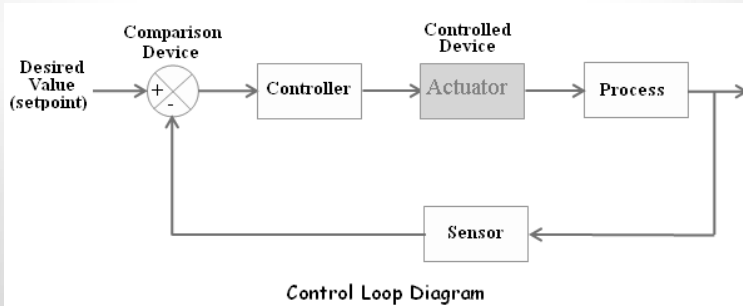 Comparison
Device
Controlled
Device
Desired
Value
(setpoint)
+
-
Controller
Actuator
Process
Sensor
Control Loop Diagram